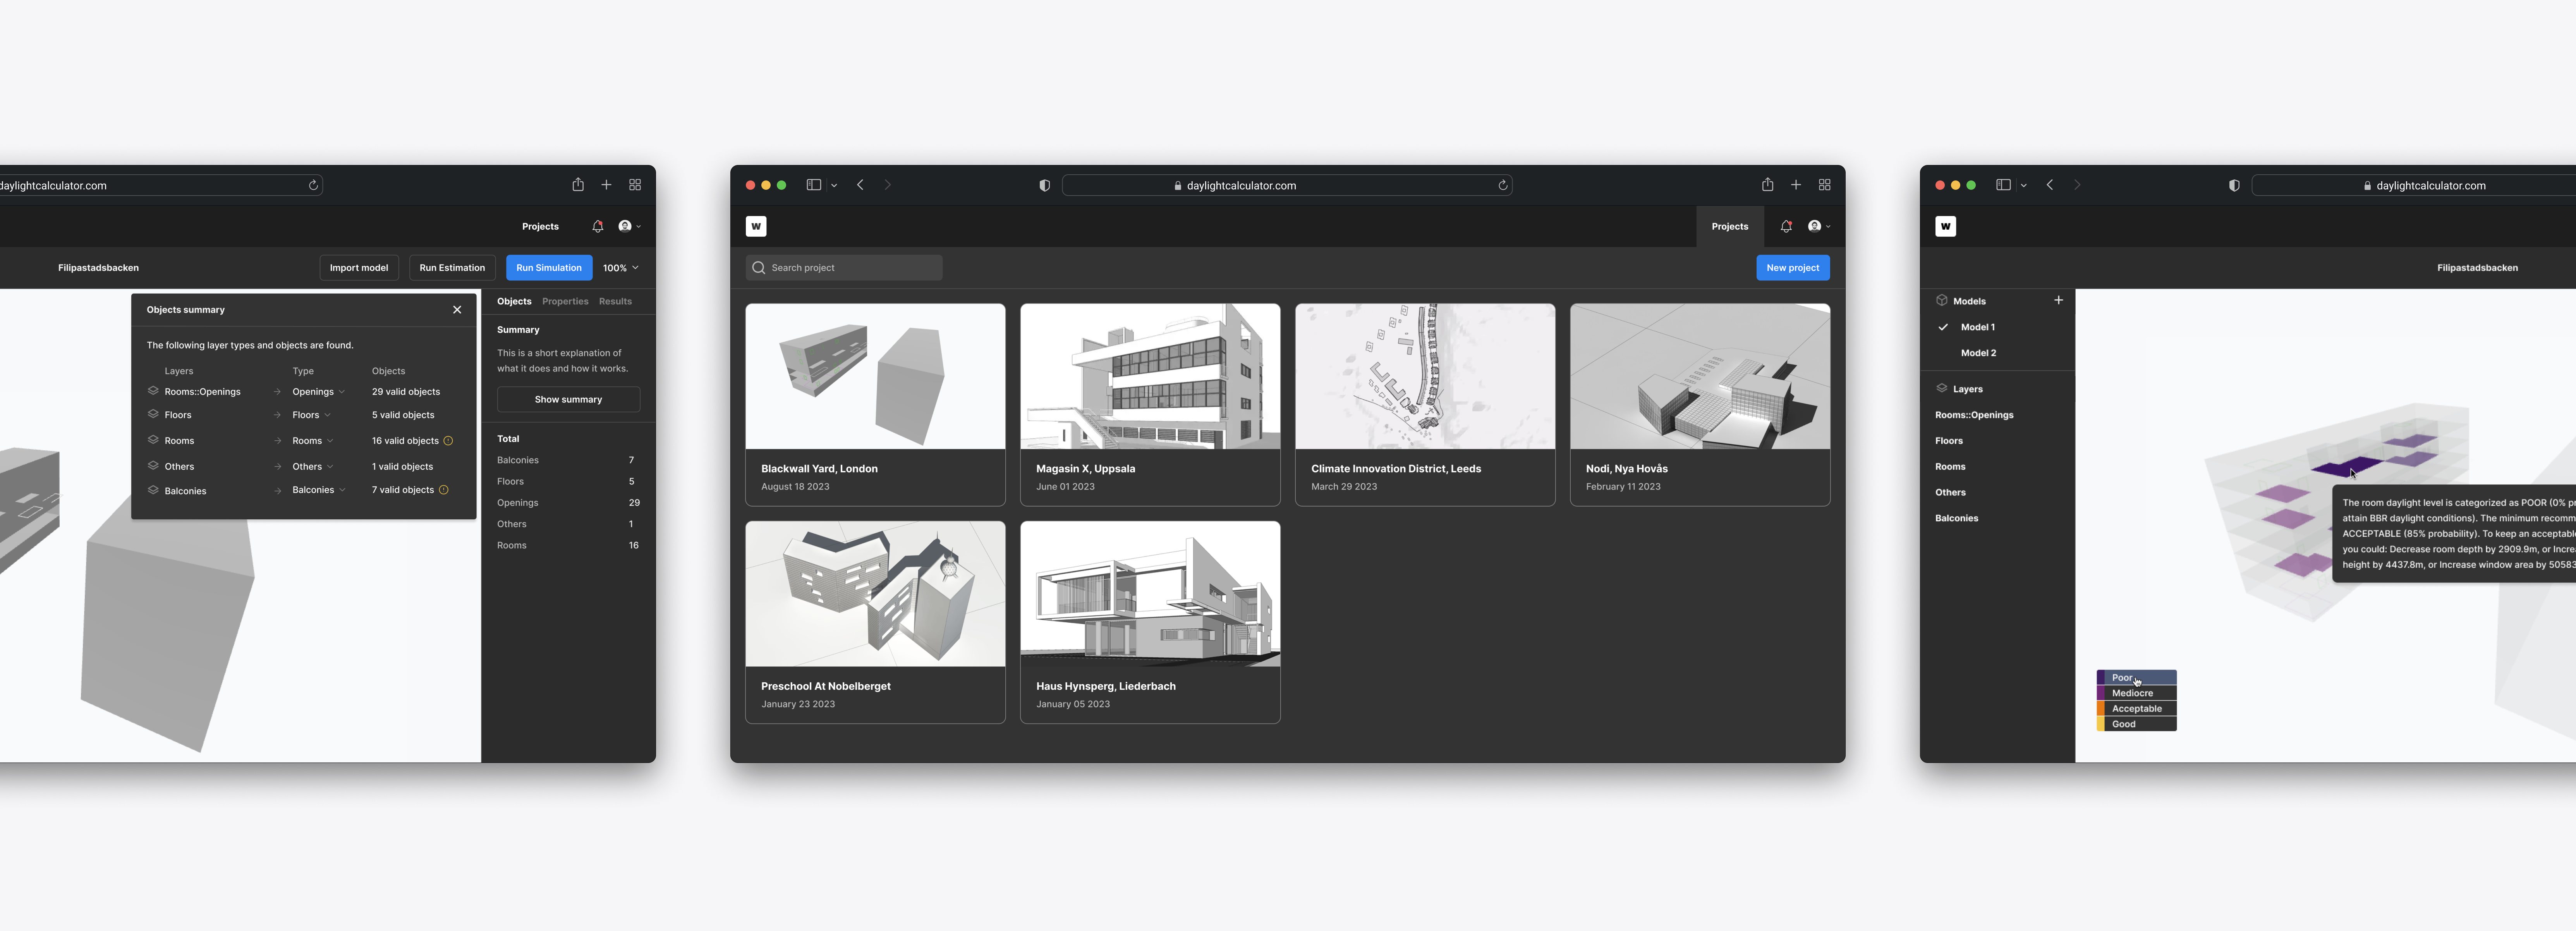 daylightcalculator.com
Projects
Filipastadsbacken
Import model
Run Estimation
Run Simulation
100%
Objects summary
The following layer types and objects are found.
Layers Type Objects
Rooms::Openings Openings 29 valid objects
Floors Floors 5 valid objects
Rooms Rooms 16 valid objects
Others Others 1 valid objects
Balconies Balconies 7 valid objects
Objects Properties Results
Summary
This is a short explanation of
what it does and how it works.
Show summary
Total
Balconies 7
Floors 5
Openings 29
Others 1
Rooms 16
daylightcalculator.com
W
Projects
Search project
New project
Blackwall Yard, London
August 18 2023
Magasin X, Uppsala
June 01 2023
Climate Innovation District, Leeds
March 29 2023
Nodi, Nya Hovås
February 11 2023
Preschool At Nobelberget
January 23 2023
Haus Hynsperg, Liederbach
January 05 2023
daylightcalculator.com
W
Filipastadsbacken
Models
Model 1
Model 2
Layers
Rooms::Openings
Floors
Rooms
Others
Balconies
The room daylight level is categorized as POOR (0% pr
attain BBR daylight conditions). The minimum recomm
ACCEPTABLE (85% probability). To keep an acceptable
you could: Decrease room depth by 2909.9m, or Increa
height by 4437.8m, or Increase window area by 50583
Poor
Mediocre
Acceptable
Good